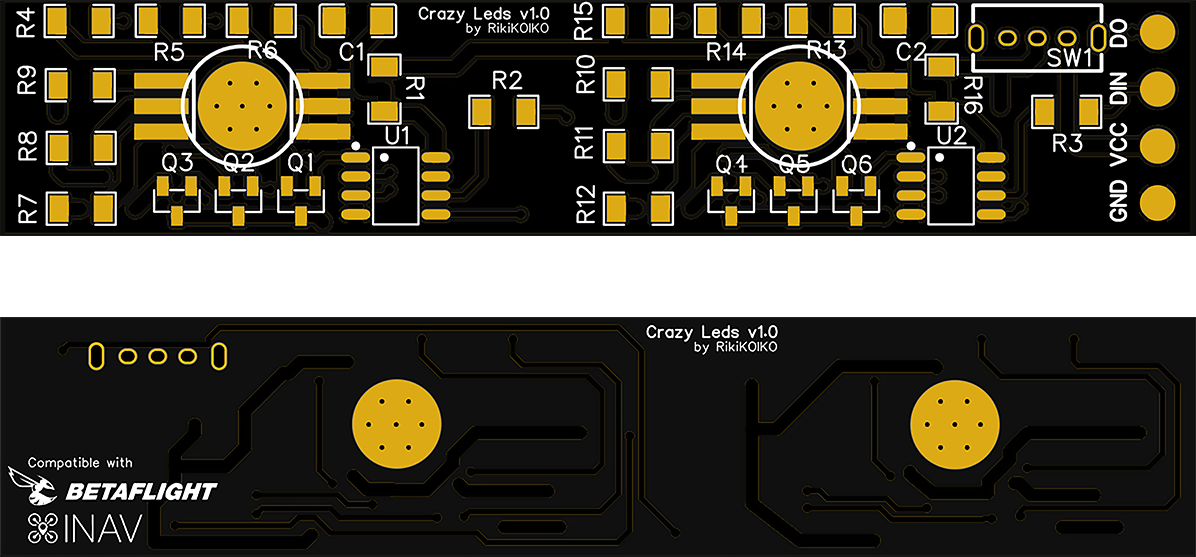 R4
R5
R6
C1
Crazy Leds v1.0
by RikiKOIKO
R15
R14
R13
C2
SW1
DO
R9
R1
R2
R10
R16
DIN
R8
U1
R11
U2
R3
VCC
Q3
Q2
Q1
Q4
Q5
Q6
R7
R12
GND
Crazy Leds v1.0
by RikiKOIKO
Compatible with
BETAFLIGHT
INAV